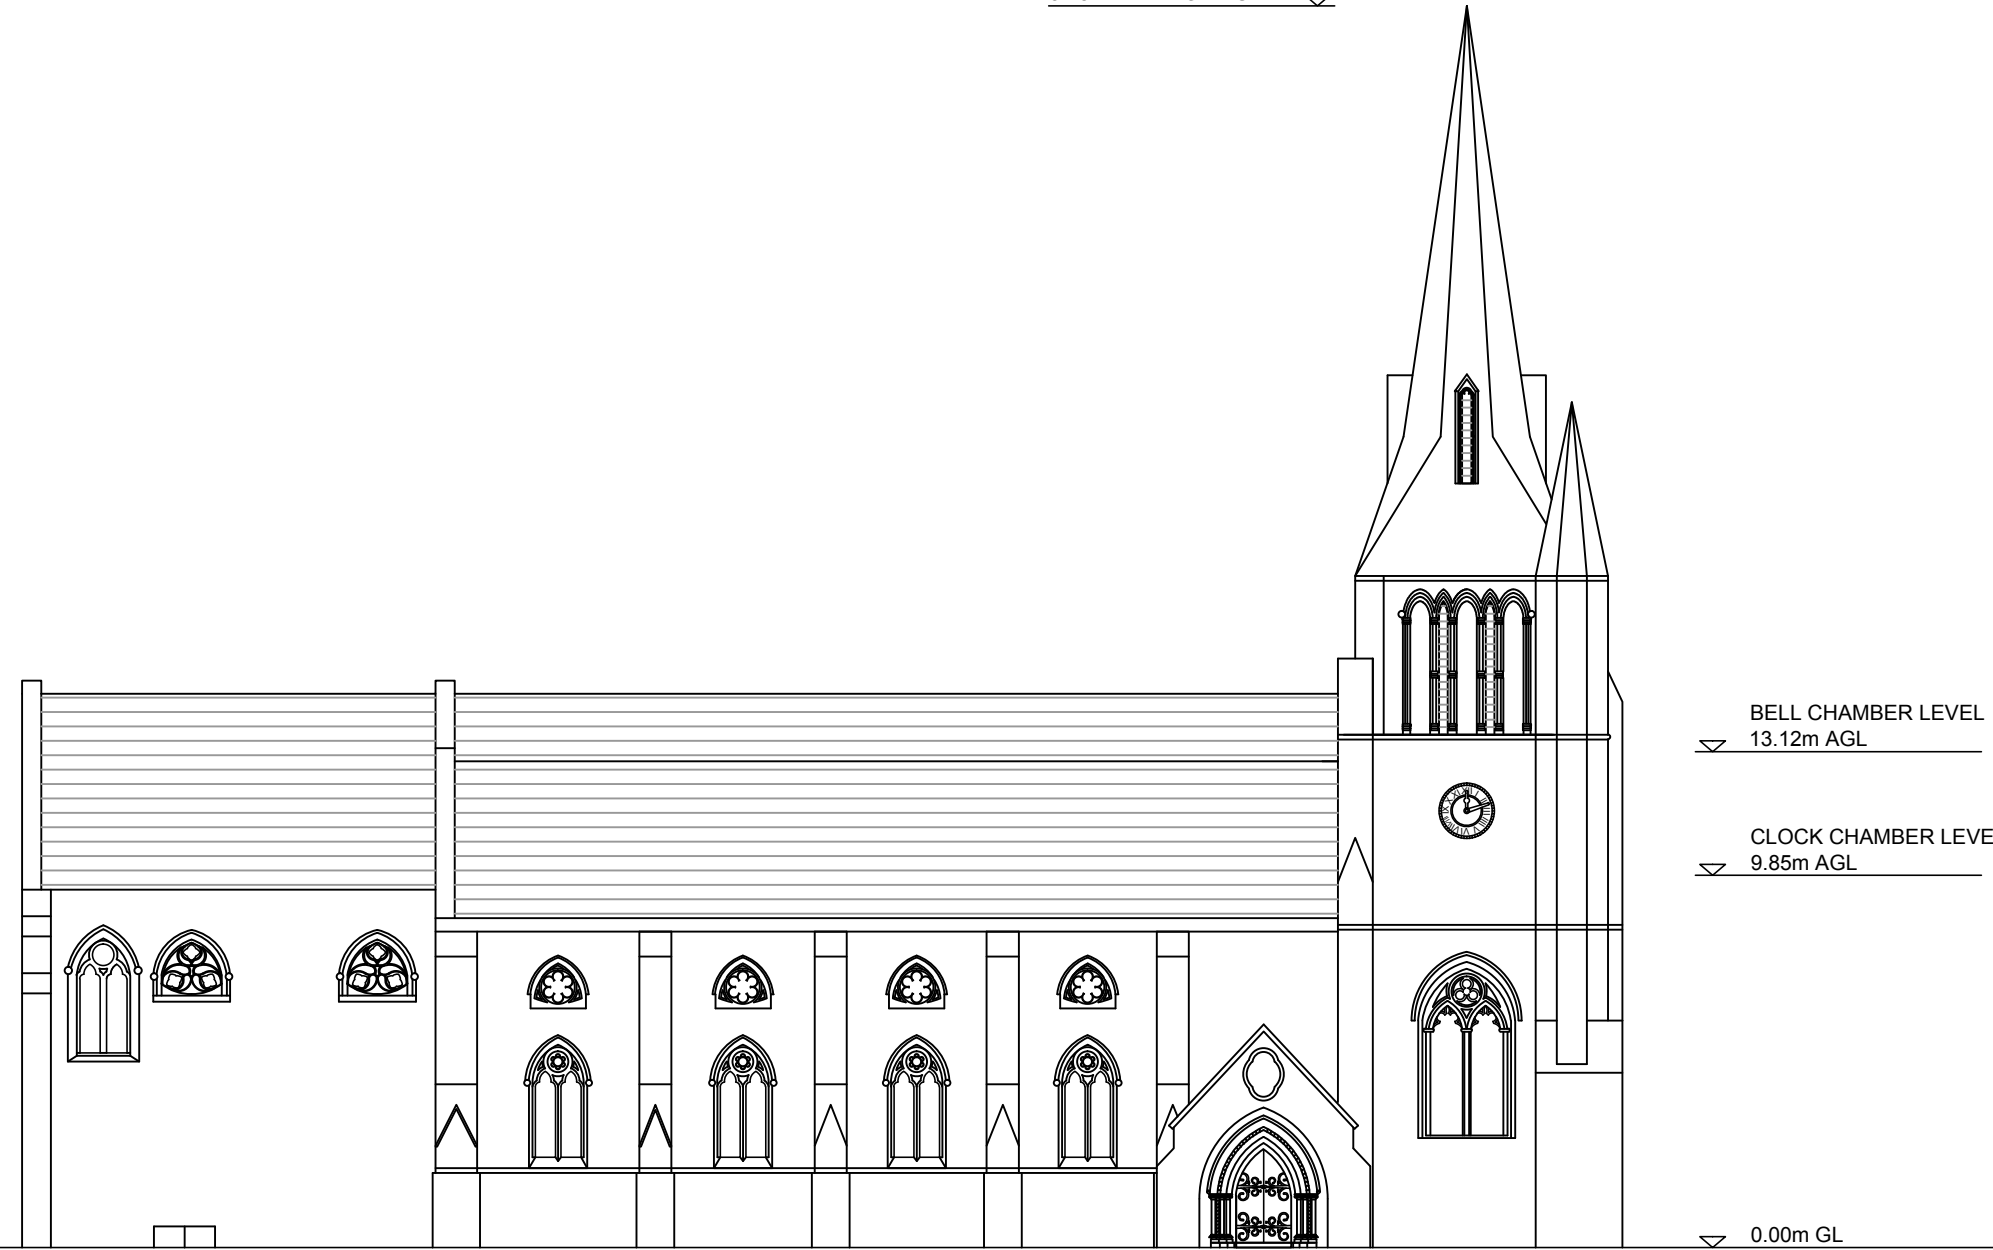 BELL CHAMBER LEVEL
13.12m AGL
CLOCK CHAMBER LEVE
9.85m AGL
0.00m GL